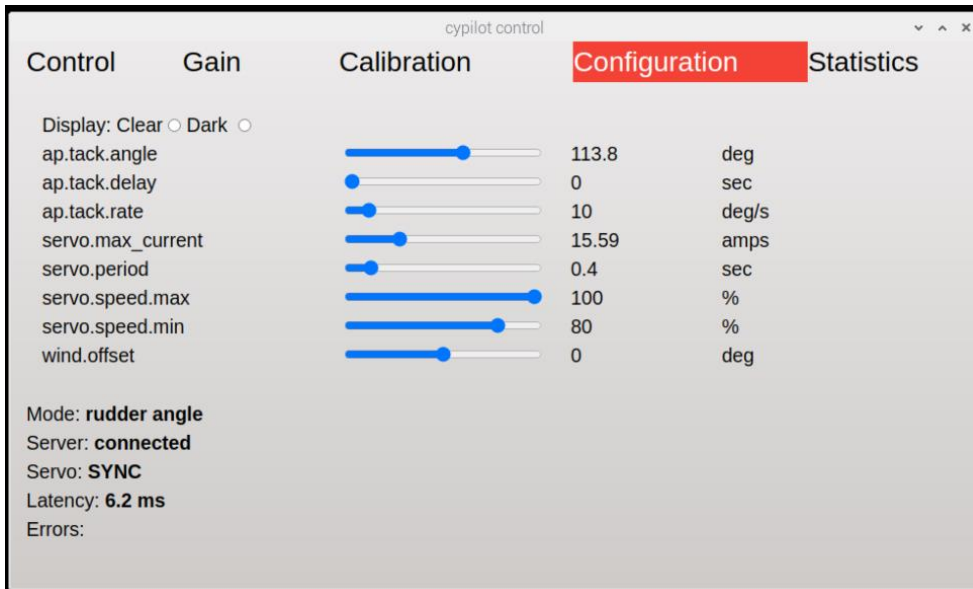 cypilot control
Control Gain Calibration Configuration Statistics
Display: Clear Dark
ap.tack.angle 113.8 deg
ap.tack.delay 0 sec
ap.tack.rate 10 deg/s
servo.max_current 15.59 amps
servo.period 0.4 sec
servo.speed.max 100 %
servo.speed.min 80 %
wind.offset 0 deg
Mode: rudder angle
Server: connected
Servo: SYNC
Latency: 6.2 ms
Errors: